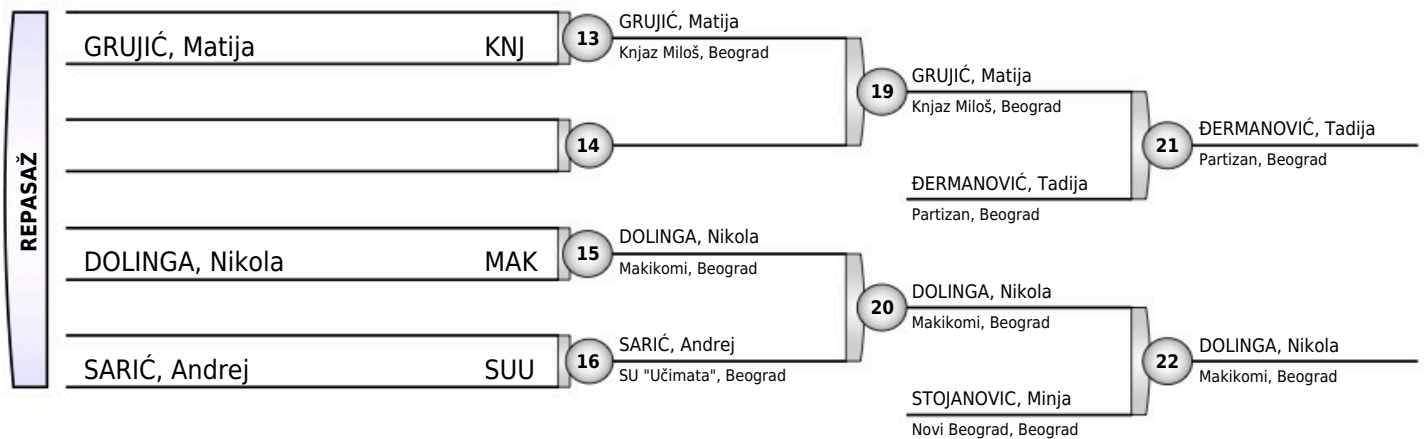 REPASAŽ
GRUJIĆ, Matija KNJ
DOLINGA, Nikola MAK
SARIĆ, Andrej SUU
13
14
15
16
GRUJIĆ, Matija
Knjaz Miloš, Beograd
DOLINGA, Nikola
Makikomi, Beograd
SARIĆ, Andrej
SU "Učimata", Beograd
19
20
GRUJIĆ, Matija
Knjaz Miloš, Beograd
ĐERMANOVIĆ, Tadija
Partizan, Beograd
DOLINGA, Nikola
Makikomi, Beograd
STOJANOVIC, Minja
Novi Beograd, Beograd
21
22
ĐERMANOVIĆ, Tadija
Partizan, Beograd
DOLINGA, Nikola
Makikomi, Beograd